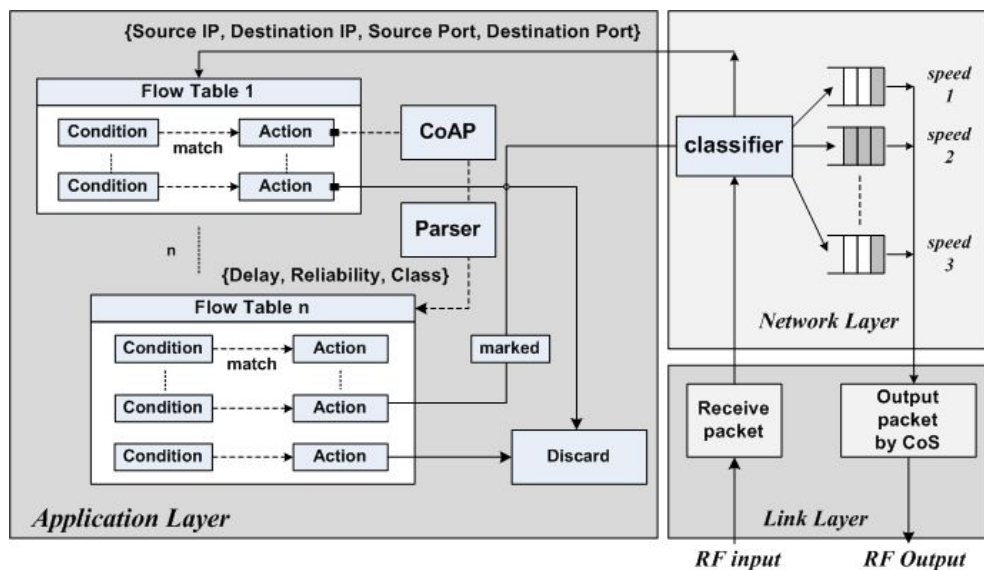 {Source IP, Destination IP, Source Port, Destination Port}
Flow Table 1
Condition
match
Action
Condition
Action
CoAP
Parser
n
{Delay, Reliability, Class}
Flow Table n
Condition
match
Action
Condition
Action
Condition
Action
marked
Discard
Application Layer
classifier
speed
1
speed
2
speed
3
Network Layer
Receive
packet
Output
packet
by CoS
Link Layer
RF input
RF Output